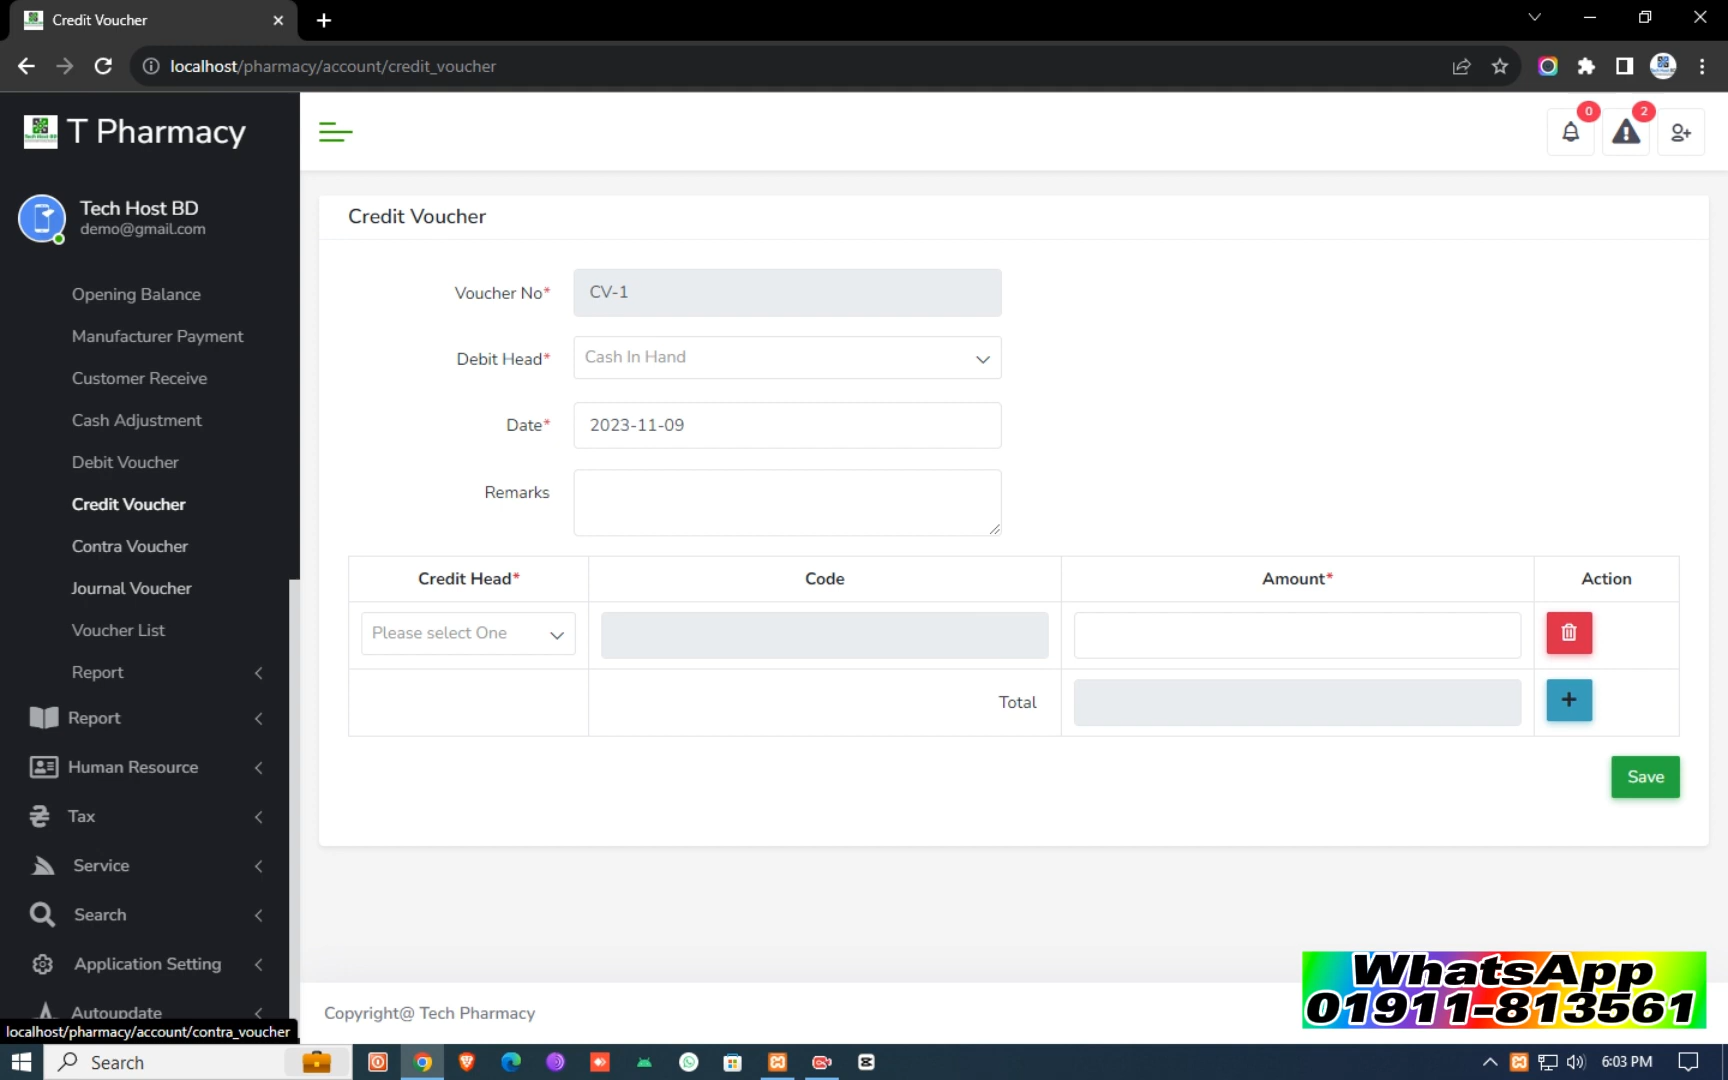 Credit Voucher
localhost/pharmacy/account/credit_voucher
T Pharmacy
0
2
Tech Host BD
demo@gmail.com
Opening Balance
Manufacturer Payment
Customer Receive
Cash Adjustment
Debit Voucher
Credit Voucher
Contra Voucher
Journal Voucher
Voucher List
Report
Report
Human Resource
Tax
Service
Search
Application Setting
Autoupdate
localhost/pharmacy/account/contra_voucher
Credit Voucher
Voucher No* CV-1
Debit Head* Cash In Hand
Date* 2023-11-09
Remarks
Credit Head* Code Amount* Action
Please select One
Total
+
Save
WhatsApp
01911-813561
Copyright@ Tech Pharmacy
Search
6:03 PM